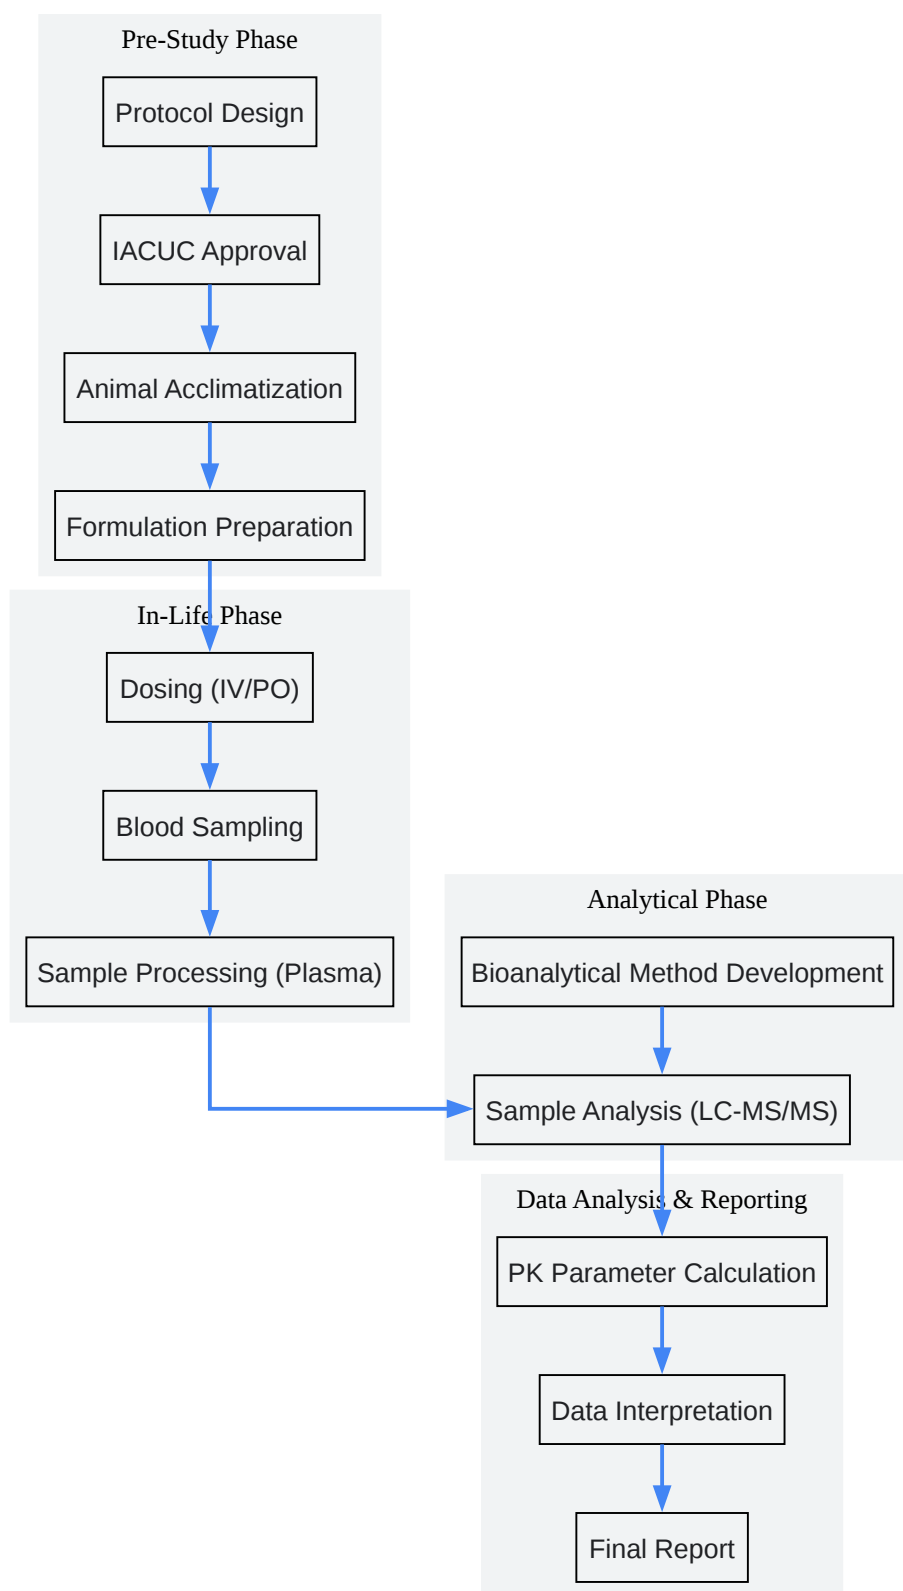 Pre-Study Phase
Protocol Design
IACUC Approval
Animal Acclimatization
Formulation Preparation
In-Life Phase
Dosing (IV/PO)
Blood Sampling
Sample Processing (Plasma)
Analytical Phase
Bioanalytical Method Development
Sample Analysis (LC-MS/MS)
Data Analysis & Reporting
PK Parameter Calculation
Data Interpretation
Final Report